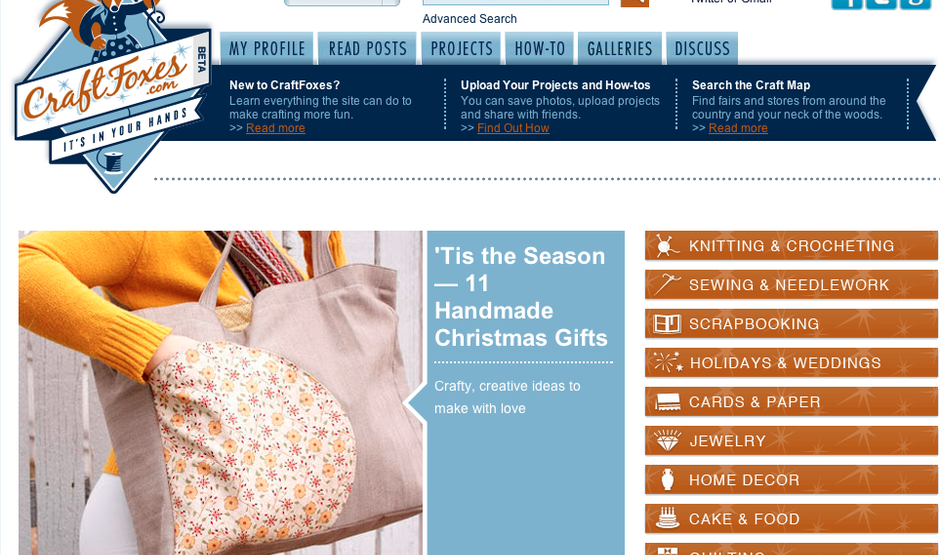 Twitter or Gmail
Advanced Search
MY PROFILE
READ POSTS
PROJECTS
HOW-TO
GALLERIES
DISCUSS
BETA
CraftFoxes
.com
IT'S IN YOUR HANDS
New to CraftFoxes?
Learn everything the site can do to
make crafting more fun.
>> Read more
Upload Your Projects and How-tos
You can save photos, upload projects
and share with friends.
>> Find Out How
Search the Craft Map
Find fairs and stores from around the
country and your neck of the woods.
>> Read more
'Tis the Season
— 11
Handmade
Christmas Gifts
Crafty, creative ideas to
make with love
KNITTING & CROCHETING
SEWING & NEEDLEWORK
SCRAPBOOKING
HOLIDAYS & WEDDINGS
CARDS & PAPER
JEWELRY
HOME DECOR
CAKE & FOOD
QUILTING